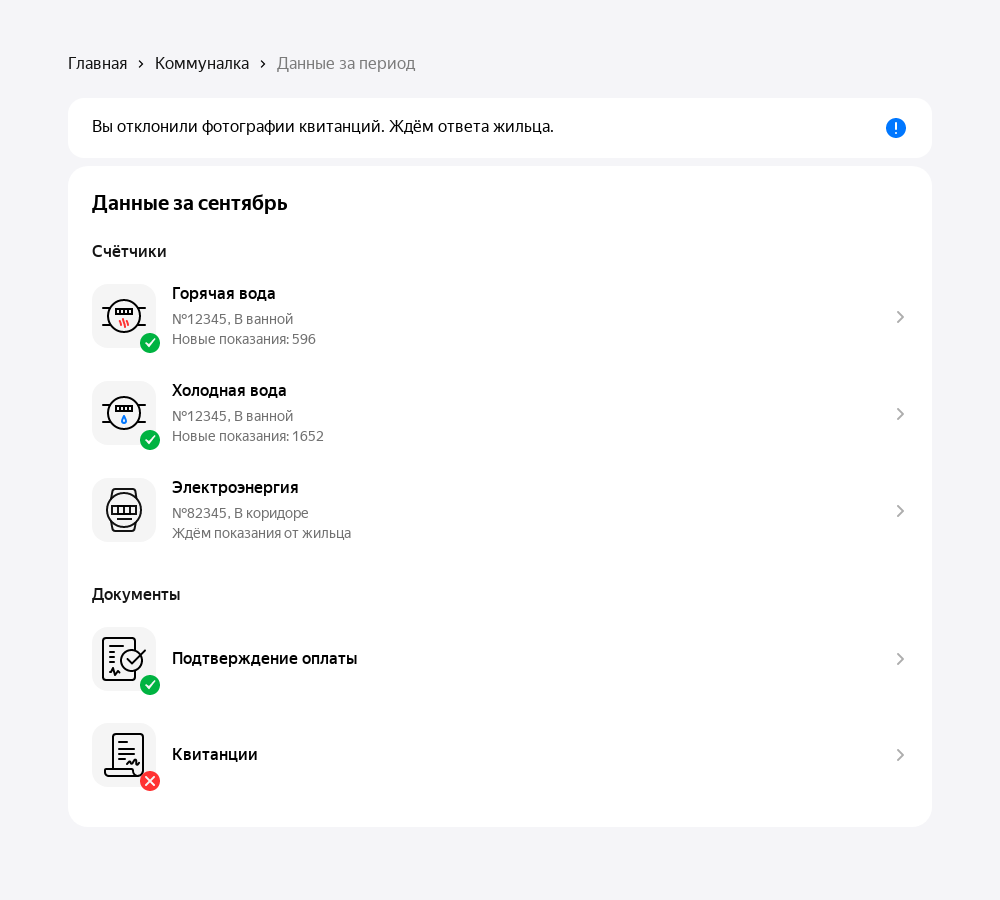 Главная › Коммуналка › Данные за период
Вы отклонили фотографии квитанций. Ждём ответа жильца.
Данные за сентябрь
Счётчики
Горячая вода
№12345, В ванной
Новые показания: 596
Холодная вода
№12345, В ванной
Новые показания: 1652
Электроэнергия
№82345, В коридоре
Ждём показания от жильца
Документы
Подтверждение оплаты
Квитанции